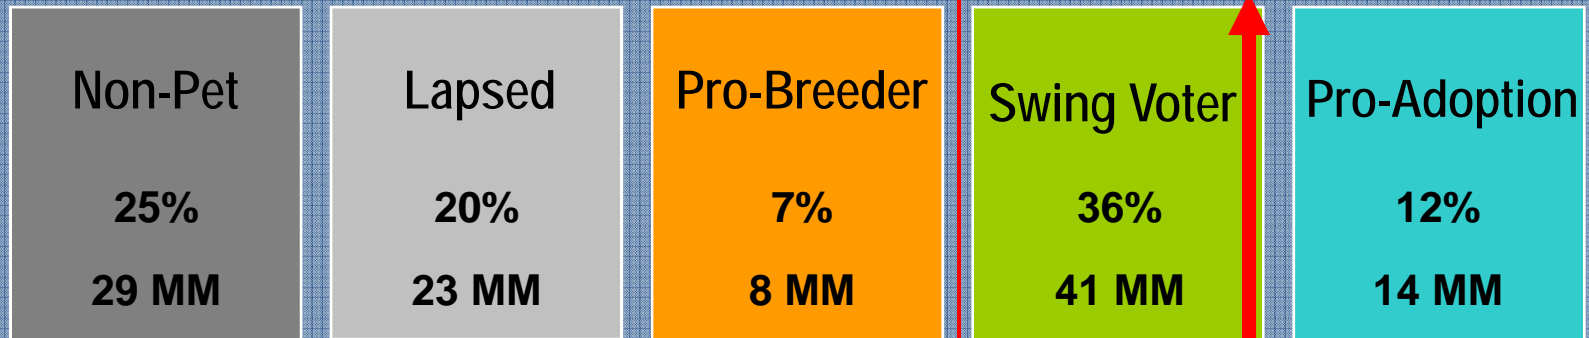 Non-Pet
25%
29 MM
Lapsed
20%
23 MM
Pro-Breeder
7%
8 MM
Swing Voter
36%
41 MM
Pro-Adoption
12%
14 MM